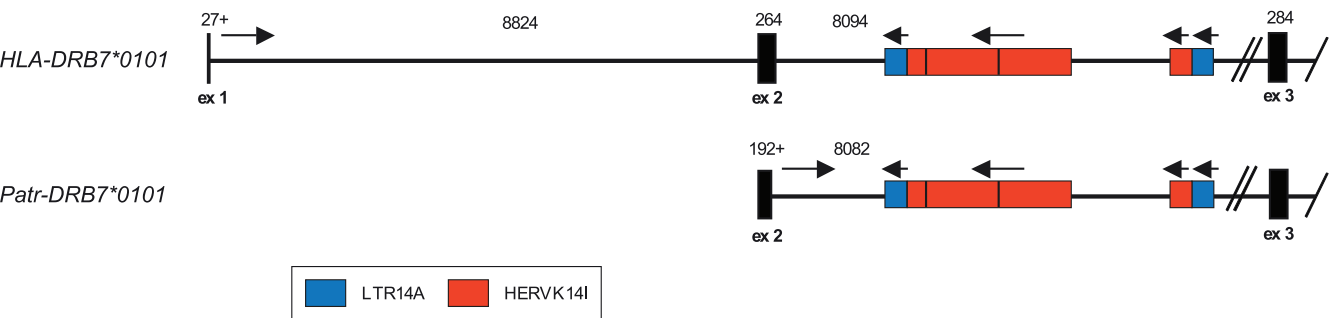 27+ 8824 264 8094 284
HLA-DRB7*0101
ex 1 ex 2 ex 3
192+ 8082
Patr-DRB7*0101
ex 2 ex 3
LTR14A HERVK14I